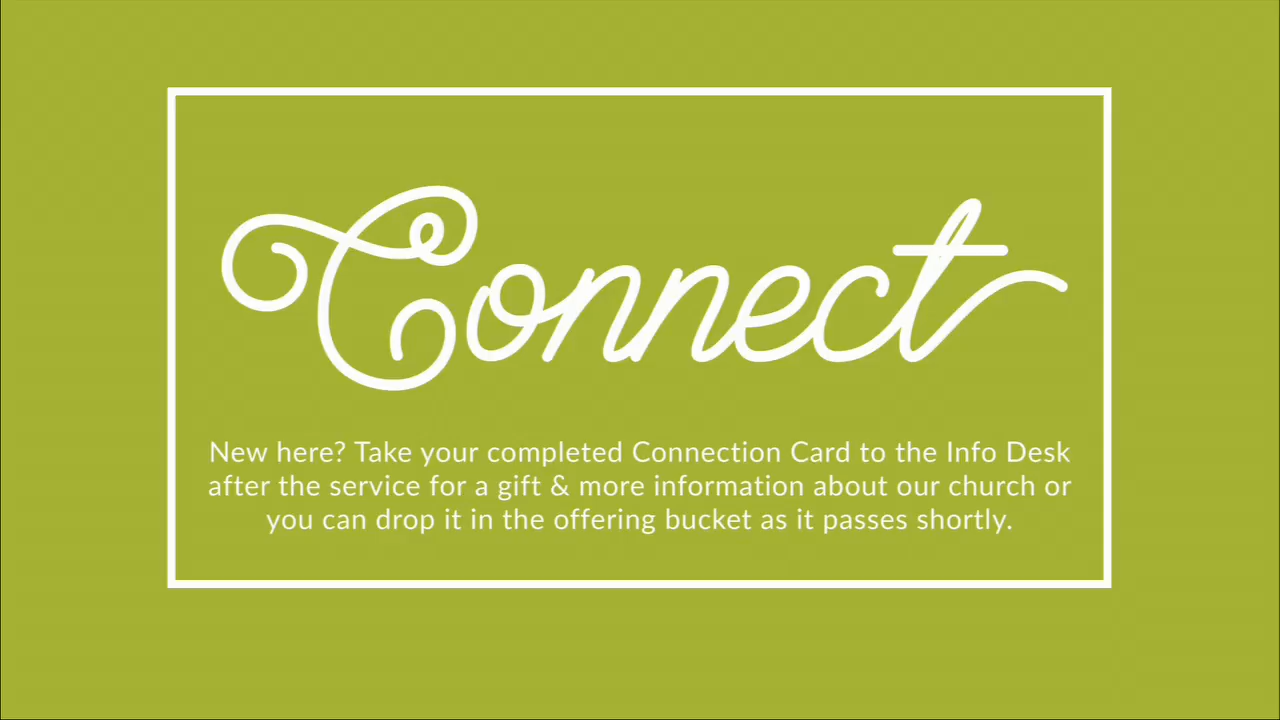 Connect
New here? Take your completed Connection Card to the Info Desk
after the service for a gift & more information about our church or
you can drop it in the offering bucket as it passes shortly.